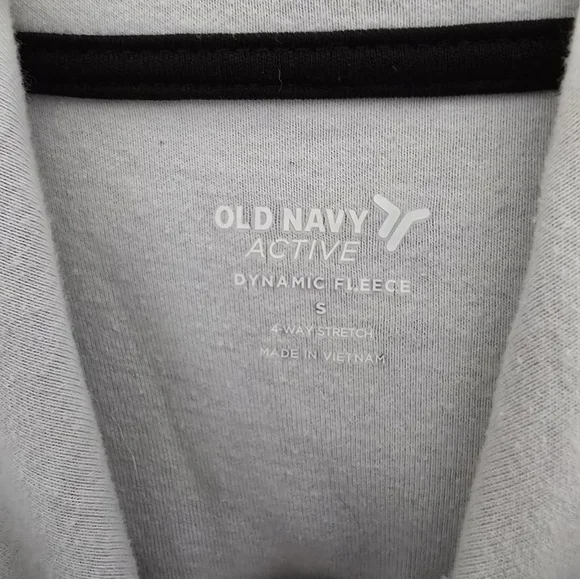 OLD NAVY
ACTIVE
DYNAMIC FLEECE
S
4-WAY STRETCH
MADE IN VIETNAM